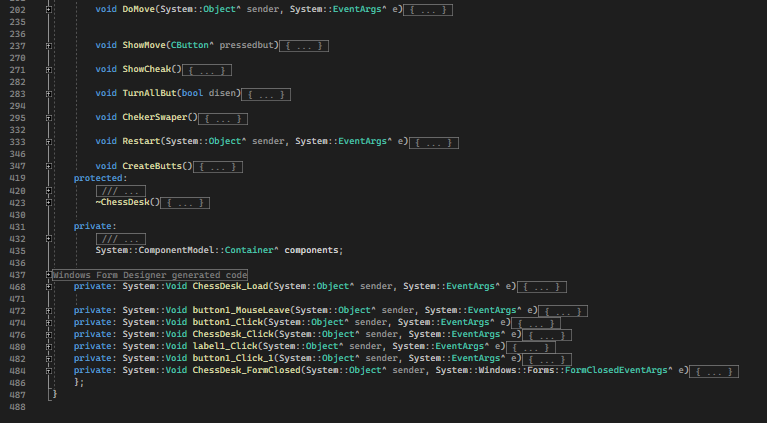 202 void DoMove(System::Object^ sender, System::EventArgs^ e){ ... }
235
236
237 void ShowMove(CButton^ pressedbut){ ... }
270
271 void ShowCheak(){ ... }
282
283 void TurnAllBut(bool disen){ ... }
294
295 void ChekerSwaper(){ ... }
332
333 void Restart(System::Object^ sender, System::EventArgs^ e){ ... }
346
347 void CreateButts(){ ... }
419 protected:
420 /// ...
423 ~ChessDesk(){ ... }
430
431 private:
432 /// ...
435 System::ComponentModel::Container^ components;
436
437 Windows Form Designer generated code
468 private: System::Void ChessDesk_Load(System::Object^ sender, System::EventArgs^ e){ ... }
471
472 private: System::Void button1_MouseLeave(System::Object^ sender, System::EventArgs^ e){ ... }
474 private: System::Void button1_Click(System::Object^ sender, System::EventArgs^ e){ ... }
476 private: System::Void ChessDesk_Click(System::Object^ sender, System::EventArgs^ e){ ... }
480 private: System::Void label1_Click(System::Object^ sender, System::EventArgs^ e){ ... }
482 private: System::Void button1_Click_1(System::Object^ sender, System::EventArgs^ e){ ... }
484 private: System::Void ChessDesk_FormClosed(System::Object^ sender, System::Windows::Forms::FormClosedEventArgs^ e){ ... }
486 };
487 }
488